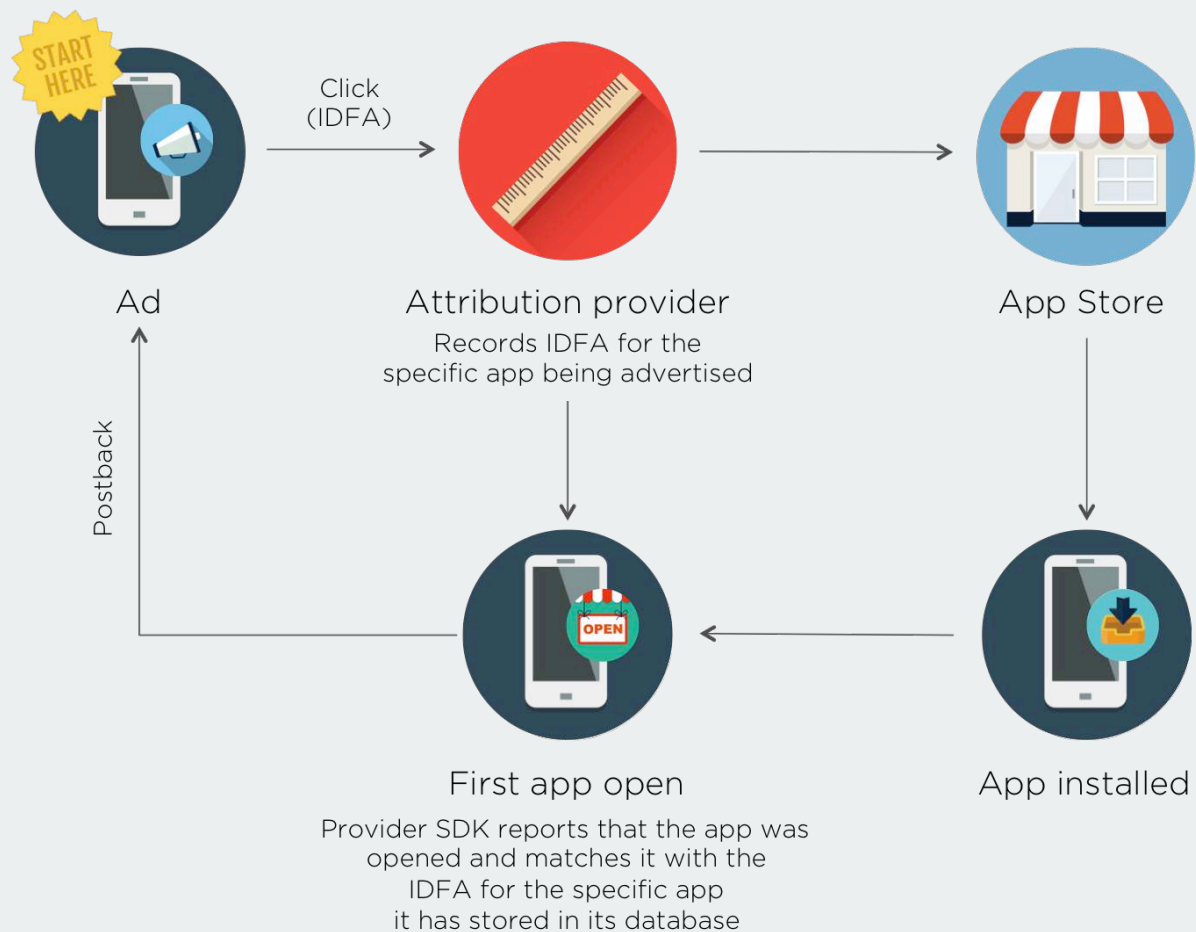 START
HERE
Click
(IDFA)
Ad
Attribution provider
Records IDFA for the
specific app being advertised
App Store
Postback
OPEN
First app open
Provider SDK reports that the app was
opened and matches it with the
IDFA for the specific app
it has stored in its database
App installed